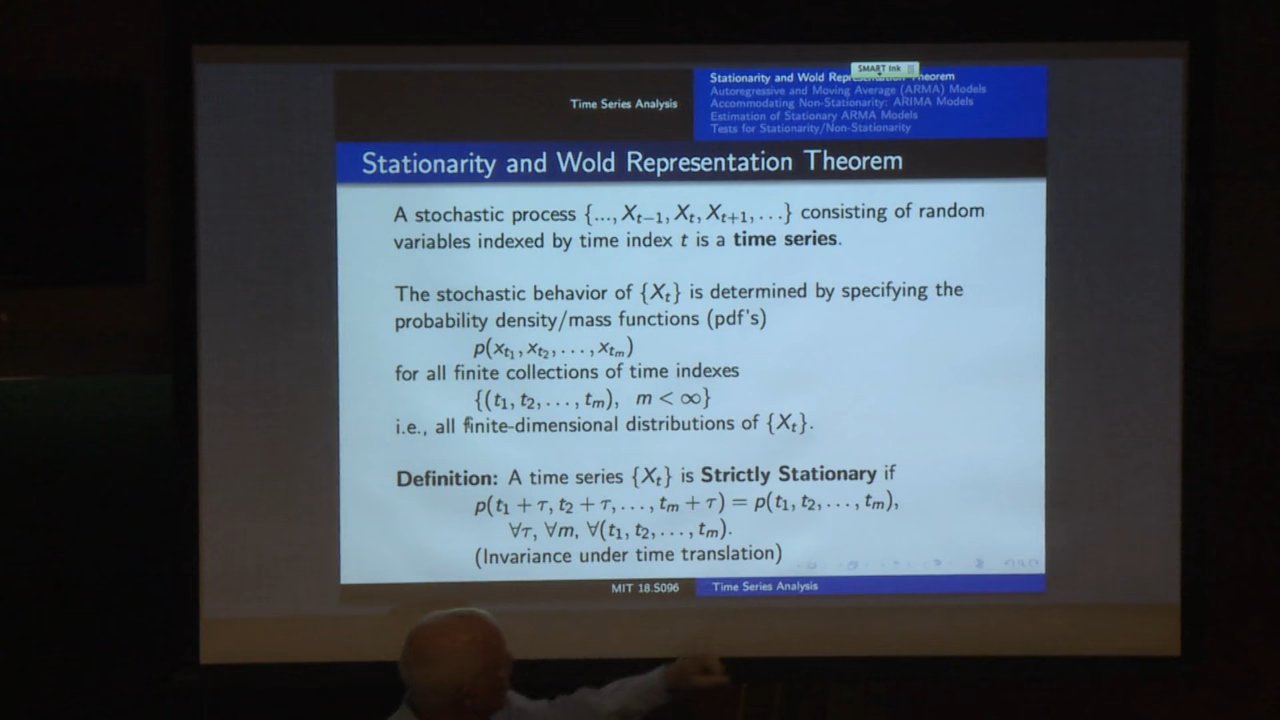 SMART Ink
Time Series Analysis
Stationarity and Wold Representation Theorem
Autoregressive and Moving Average (ARMA) Models
Accommodating Non-Stationarity: ARIMA Models
Estimation of Stationary ARMA Models
Tests for Stationarity/Non-Stationarity
Stationarity and Wold Representation Theorem
A stochastic process {..., X_{t−1}, X_t, X_{t+1}, ...} consisting of random
variables indexed by time index t is a time series.
The stochastic behavior of {X_t} is determined by specifying the
probability density/mass functions (pdf's)
p(x_{t_1}, x_{t_2}, ..., x_{t_m})
for all finite collections of time indexes
{(t_1, t_2, ..., t_m), m < ∞}
i.e., all finite-dimensional distributions of {X_t}.
Definition: A time series {X_t} is Strictly Stationary if
p(t_1 + τ, t_2 + τ, ..., t_m + τ) = p(t_1, t_2, ..., t_m),
∀τ, ∀m, ∀(t_1, t_2, ..., t_m).
(Invariance under time translation)
MIT 18.S096
Time Series Analysis